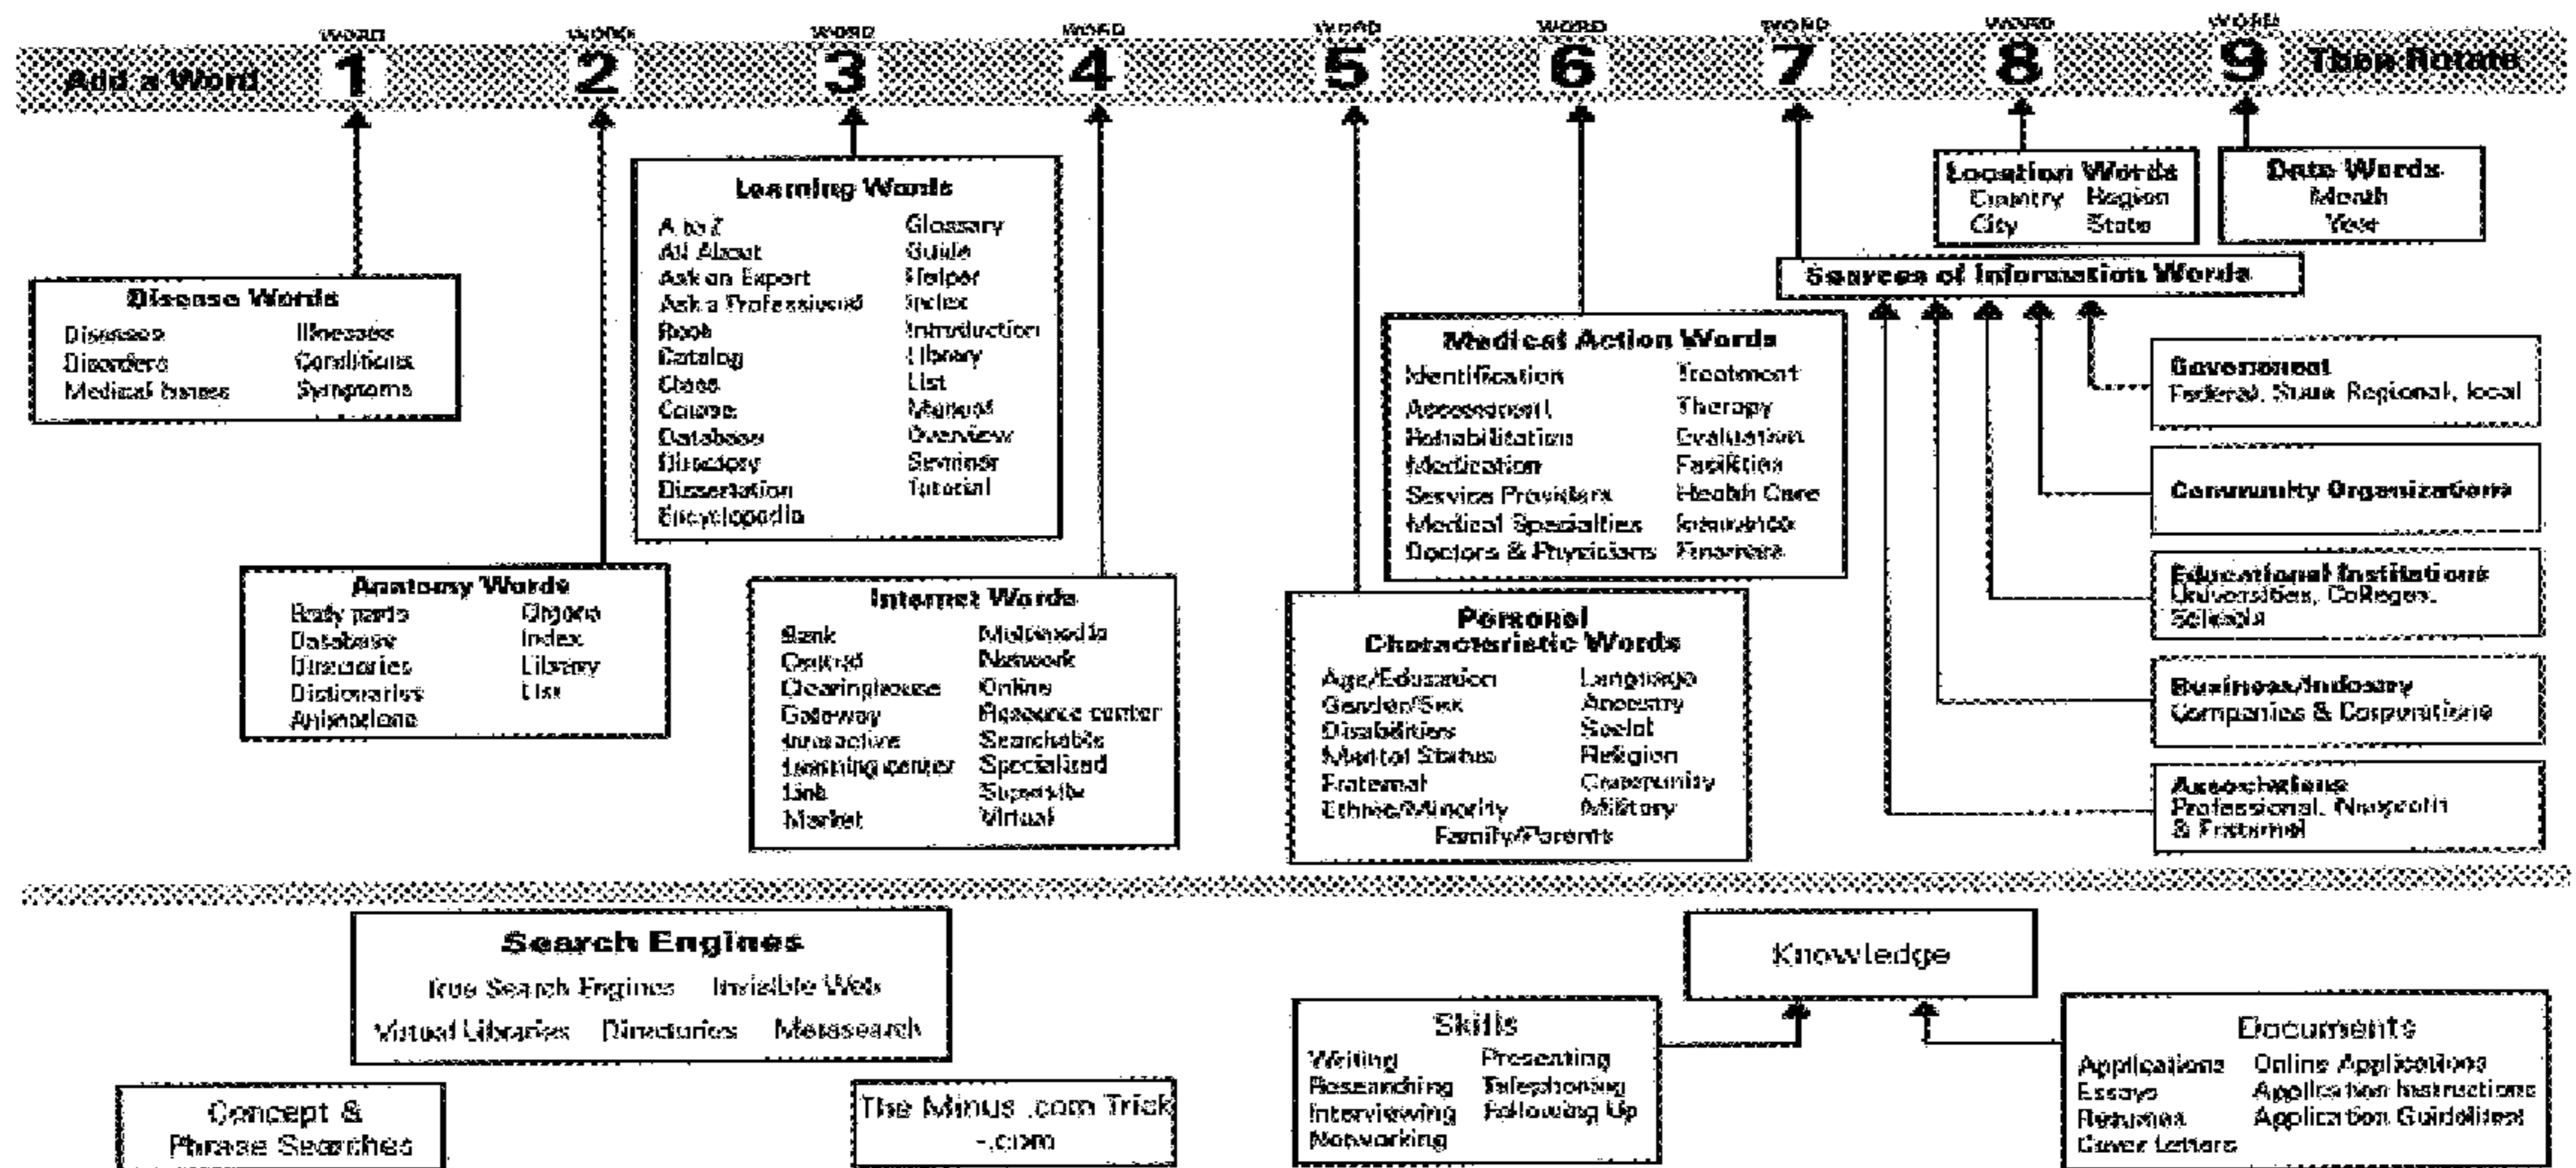 WORD WORD WORD WORD WORD WORD WORD WORD WORD
Add a Word 1 2 3 4 5 6 7 8 9 Then Rotate
Disease Words
Diseases Illnesses
Disorders Conditions
Medical Issues Symptoms
Anatomy Words
Body parts Organs
Database Index
Directories Library
Dictionaries List
Animations
Learning Words
A to Z Glossary
All About Guide
Ask an Expert Helper
Ask a Professional Index
Book Introduction
Catalog Library
Class List
Course Manual
Database Overview
Directory Seminar
Dissertation Tutorial
Encyclopedia
Internet Words
Bank Multimedia
Central Network
Clearinghouse Online
Gateway Resource center
Interactive Searchable
Learning center Specialized
Link Supersite
Market Virtual
Personal
Characteristic Words
Age/Education Language
Gender/Sex Ancestry
Disabilities Social
Marital Status Religion
Fraternal Community
Ethnic/Minority Military
Family/Parents
Medical Action Words
Identification Treatment
Assessment Therapy
Rehabilitation Evaluation
Medication Facilities
Service Providers Health Care
Medical Specialties Insurance
Doctors & Physicians Financial
Sources of Information Words
Location Words
Country Region
City State
Date Words
Month
Year
Government
Federal, State Regional, local
Community Organizations
Educational Institutions
Universities, Colleges,
Schools
Business/Industry
Companies & Corporations
Associations
Professional, Nonprofit
& Fraternal
Search Engines
True Search Engines Invisible Web
Virtual Libraries Directories Metasearch
Concept &
Phrase Searches
The Minus .com Trick
-.com
Knowledge
Skills
Writing Presenting
Researching Telephoning
Interviewing Following Up
Networking
Documents
Applications Online Applications
Essays Application Instructions
Resumes Application Guidelines
Cover Letters